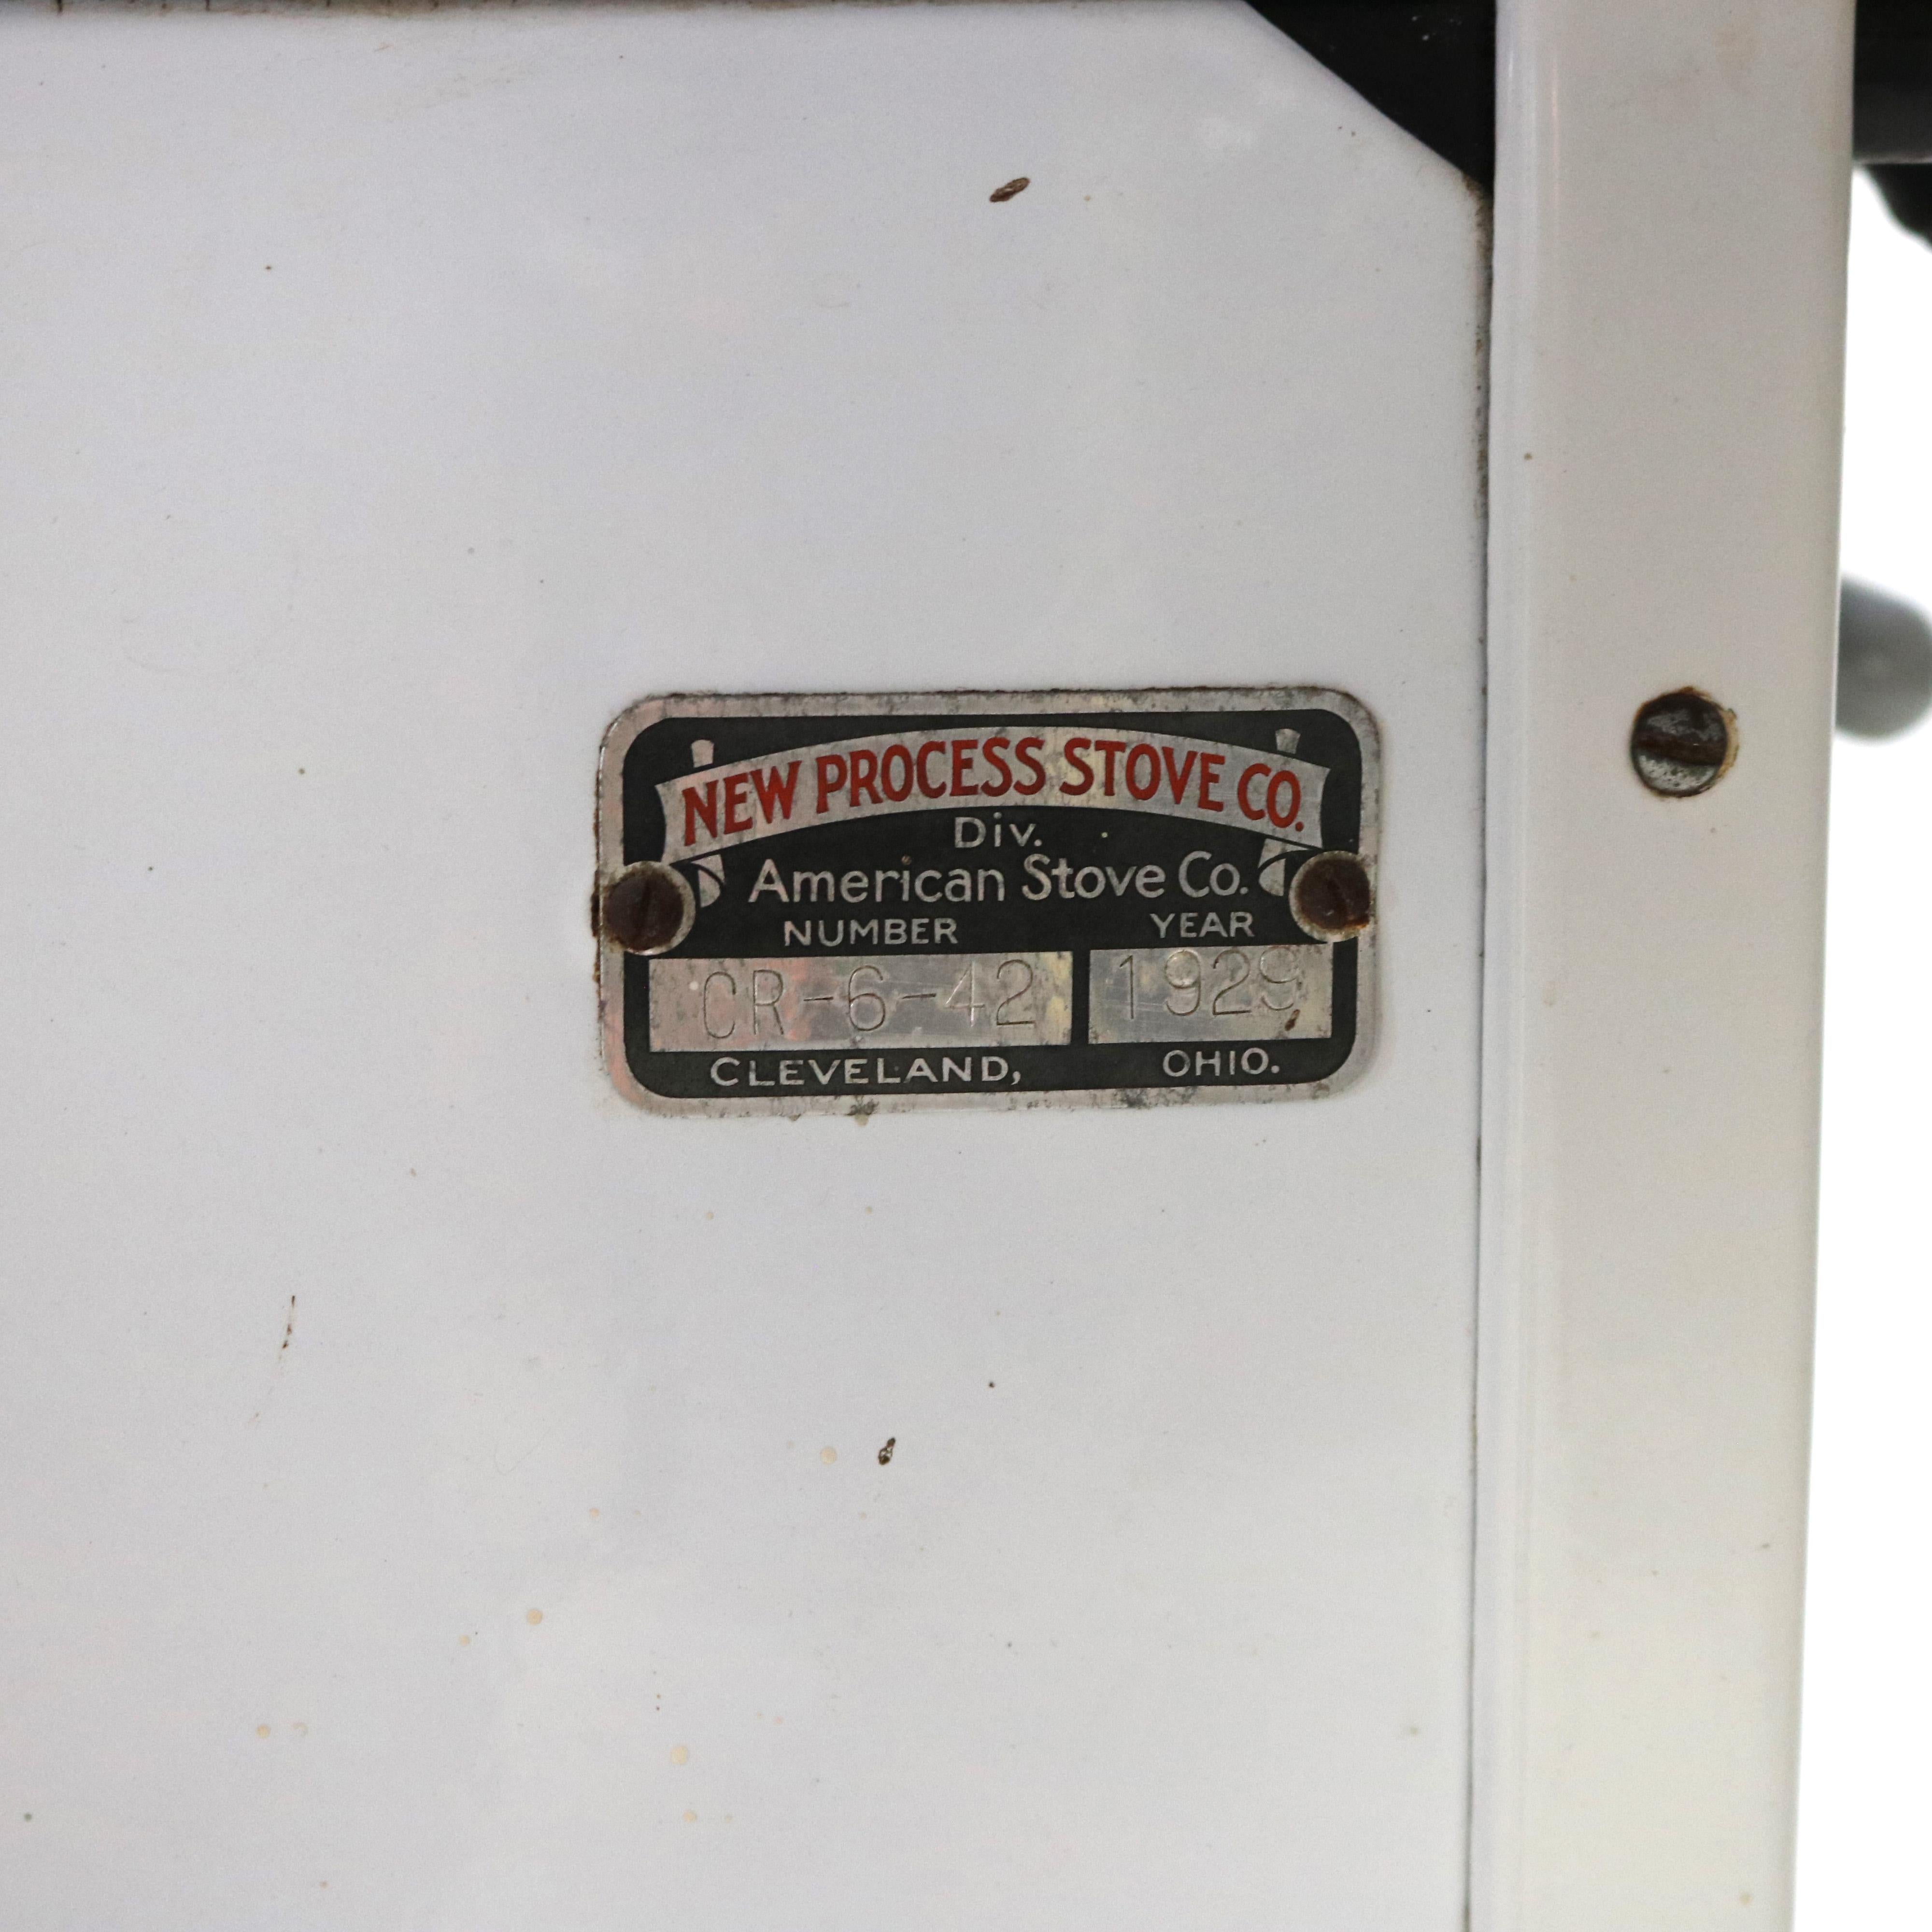 NEW PROCESS STOVE CO.
Div.
American Stove Co.
NUMBER YEAR
CR-6-42 1929
CLEVELAND, OHIO.